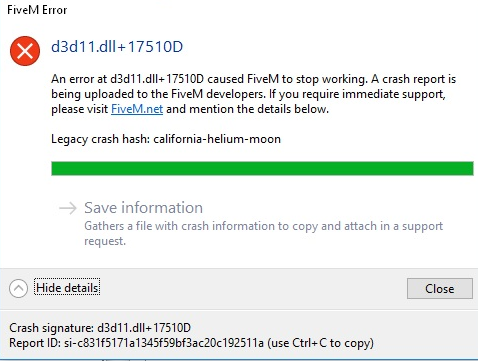 FiveM Error
d3d11.dll+17510D
An error at d3d11.dll+17510D caused FiveM to stop working. A crash report is
being uploaded to the FiveM developers. If you require immediate support,
please visit FiveM.net and mention the details below.
Legacy crash hash: california-helium-moon
Save information
Gathers a file with crash information to copy and attach in a support
request.
Hide details
Close
Crash signature: d3d11.dll+17510D
Report ID: si-c831f5171a1345f59bf3ac20c192511a (use Ctrl+C to copy)